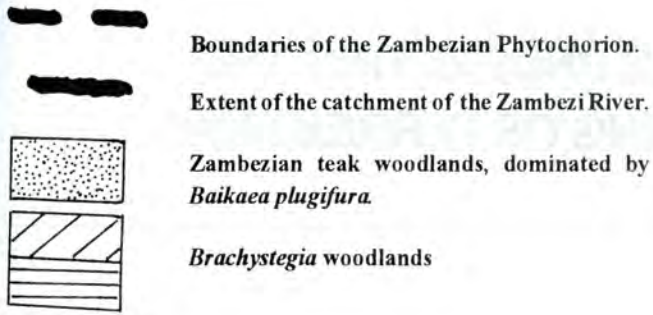 Boundaries of the Zambezian Phytochorion.
Extent of the catchment of the Zambezi River.
Zambezian teak woodlands, dominated by
Baikaea plugifura.
Brachystegia woodlands